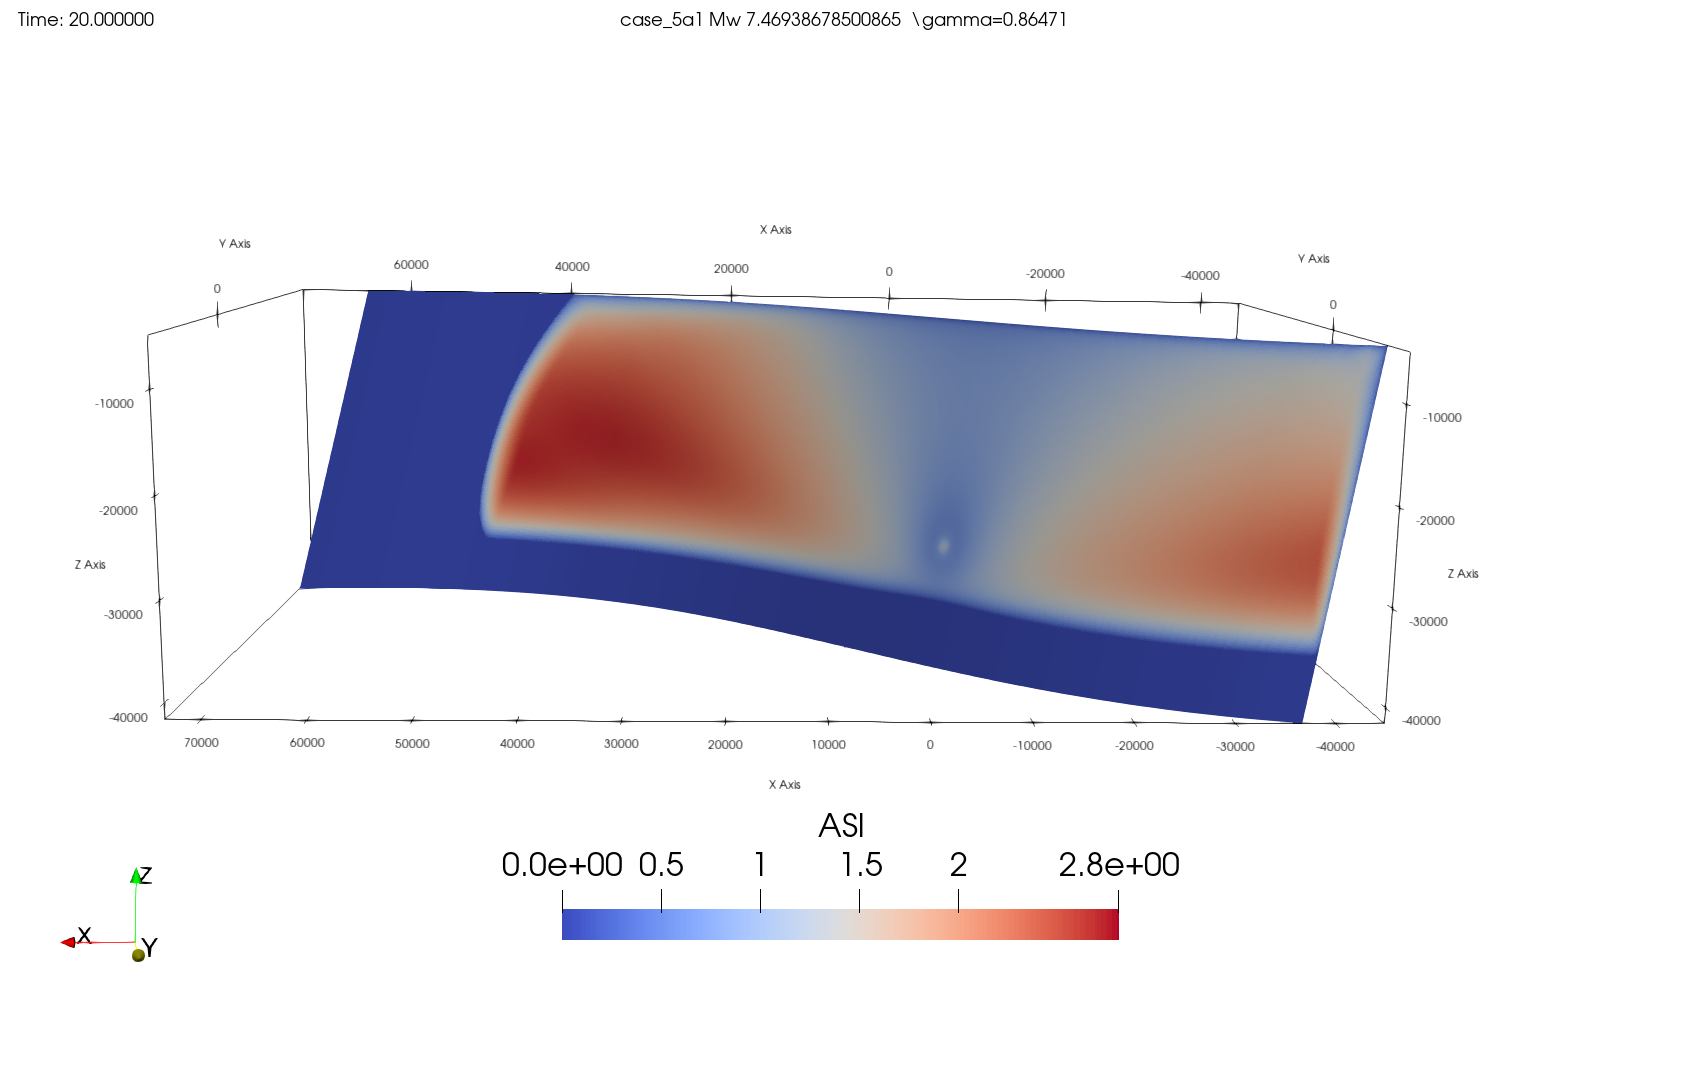 Time: 20.000000
case_5a1 Mw 7.46938678500865 \gamma=0.86471
X Axis
Y Axis
Y Axis
60000 40000 20000 0 -20000 -40000
0
0
-10000
-10000
-20000
-20000
Z Axis
Z Axis
-30000
-30000
-40000
-40000
70000 60000 50000 40000 30000 20000 10000 0 -10000 -20000 -30000 -40000
X Axis
ASI
0.0e+00 0.5 1 1.5 2 2.8e+00
Z
X
Y